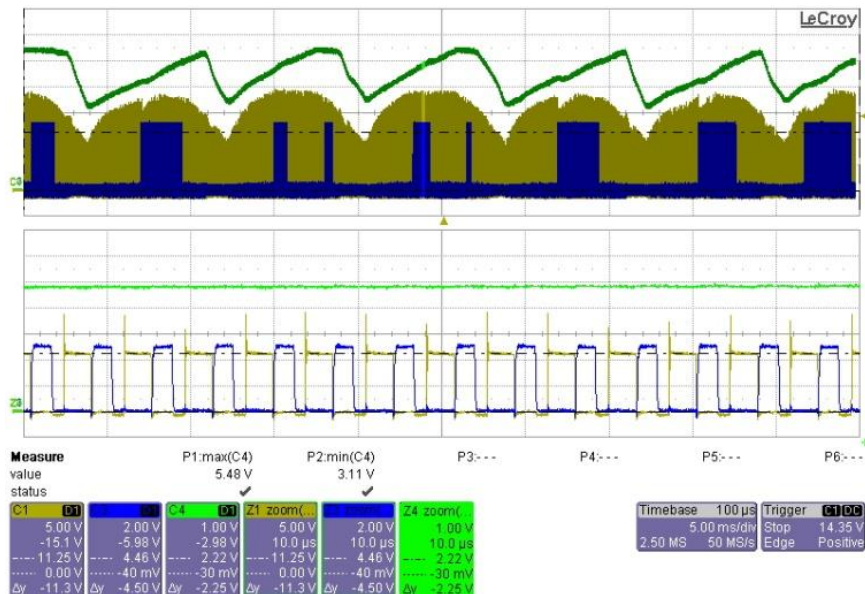 LeCroy
Measure P1:max(C4) P2:min(C4) P3:--- P4:--- P5:--- P6:---
value 5.48 V 3.11 V
status
C1 D1 D1 C4 D1 Z1 zoom(... Z4 zoom(... Timebase 100 µs Trigger C1 DC
5.00 V 2.00 V 1.00 V 5.00 V 2.00 V 1.00 V 5.00 ms/div Stop 14.35 V
-15.1 V -5.98 V -2.98 V 10.0 µs 10.0 µs 10.0 µs 2.50 MS 50 MS/s Edge Positive
11.25 V 4.46 V 2.22 V 11.25 V 4.46 V 2.22 V
0.00 V -40 mV -30 mV 0.00 V -40 mV -30 mV
Δy -11.3 V Δy -4.50 V Δy -2.25 V Δy -11.3 V Δy -4.50 V Δy -2.25 V